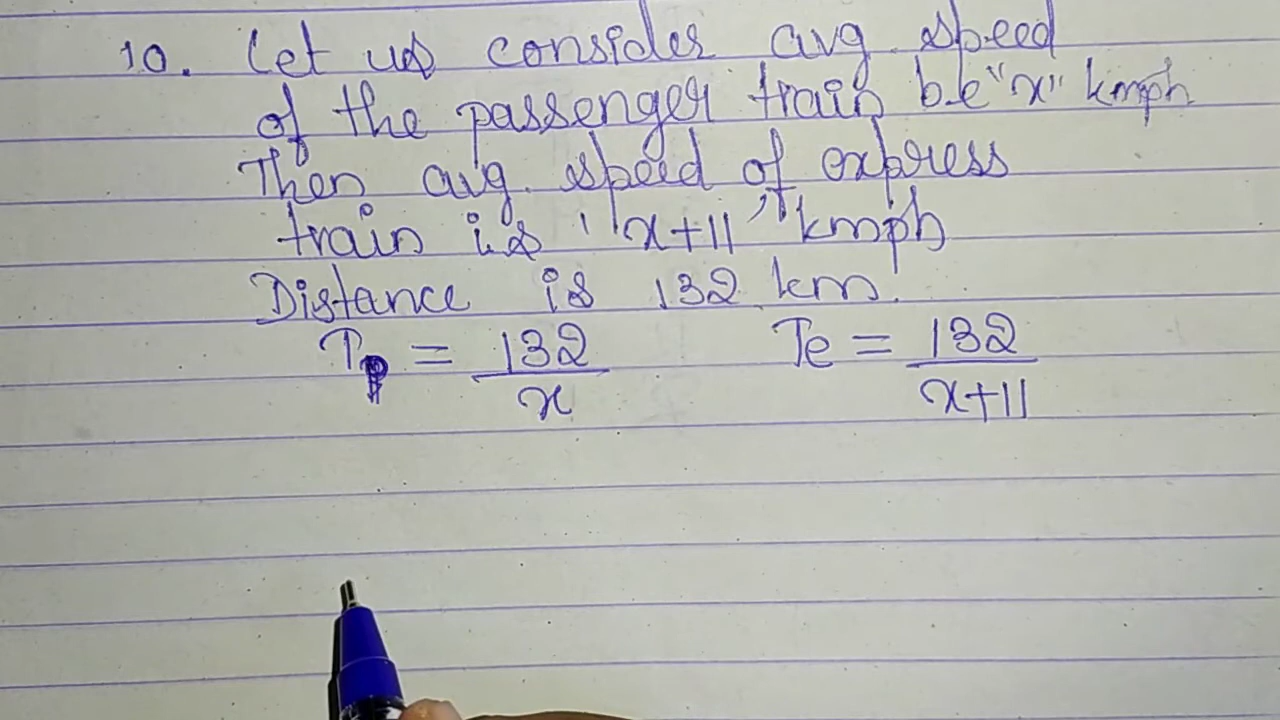 10. Let us consider avg. speed
of the passenger train be "x" kmph
Then avg. speed of express
train is "x+11" kmph
Distance is 132 km.
Tp = 132/x Te = 132/x+11